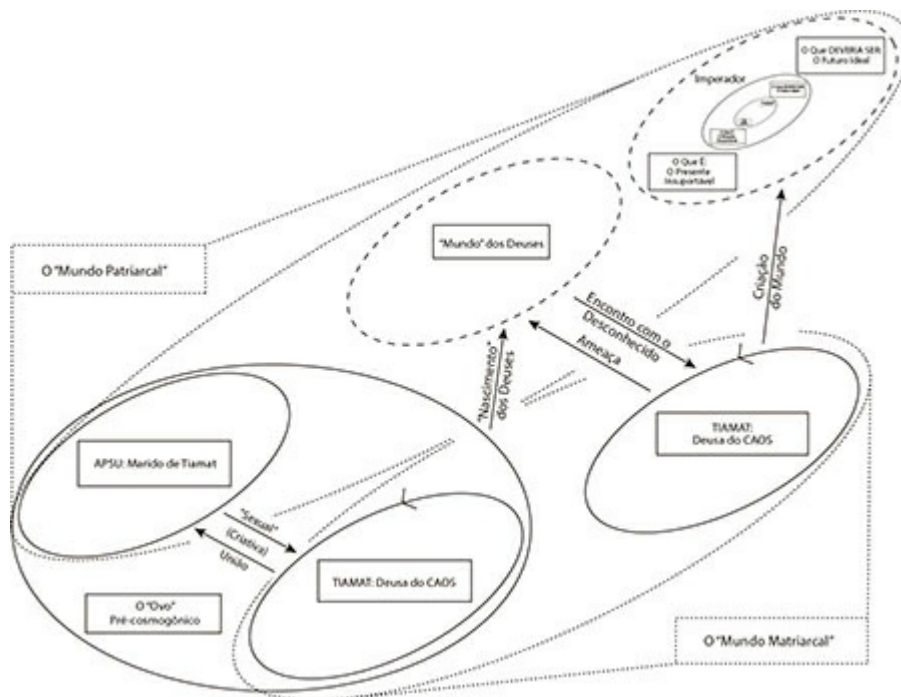 O Que DEVERIA SER
O Futuro Ideal
Imperador
O Que É:
O Presente
Insuportável
"Mundo" dos Deuses
O "Mundo Patriarcal"
Criação
do Mundo
Encontro com o
Desconhecido
Ameaça
"Nascimento"
dos Deuses
TIAMAT:
Deusa do CAOS
APSU: Marido de Tiamat
"Sexual"
(Criativa)
União
TIAMAT: Deusa do CAOS
O "Ovo"
Pré-cosmogônico
O "Mundo Matriarcal"